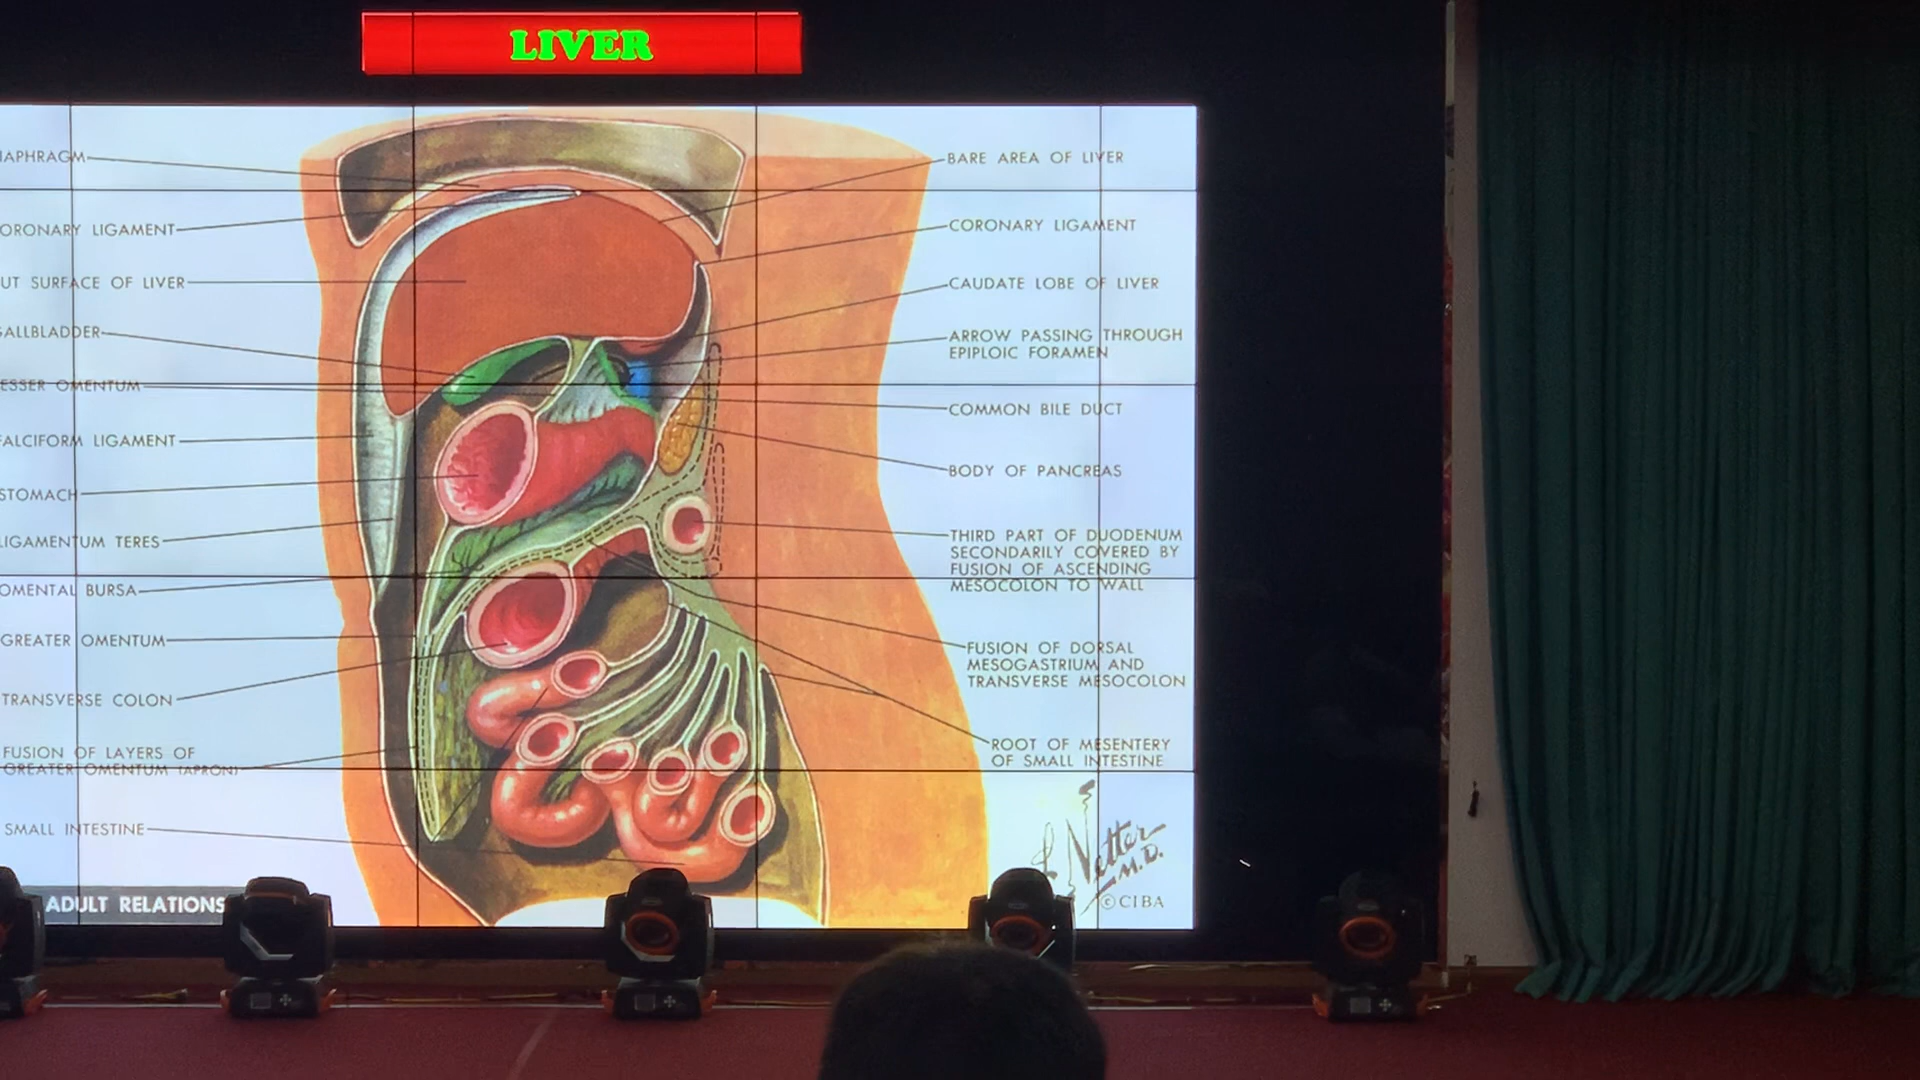 LIVER
IAPHRAGM
ORONARY LIGAMENT
UT SURFACE OF LIVER
GALLBLADDER
ESSER OMENTUM
FALCIFORM LIGAMENT
STOMACH
LIGAMENTUM TERES
OMENTAL BURSA
GREATER OMENTUM
TRANSVERSE COLON
FUSION OF LAYERS OF
GREATER OMENTUM (APRON)
SMALL INTESTINE
ADULT RELATIONS
BARE AREA OF LIVER
CORONARY LIGAMENT
CAUDATE LOBE OF LIVER
ARROW PASSING THROUGH
EPIPLOIC FORAMEN
COMMON BILE DUCT
BODY OF PANCREAS
THIRD PART OF DUODENUM
SECONDARILY COVERED BY
FUSION OF ASCENDING
MESOCOLON TO WALL
FUSION OF DORSAL
MESOGASTRIUM AND
TRANSVERSE MESOCOLON
ROOT OF MESENTERY
OF SMALL INTESTINE
Netter
M.D.
©CIBA